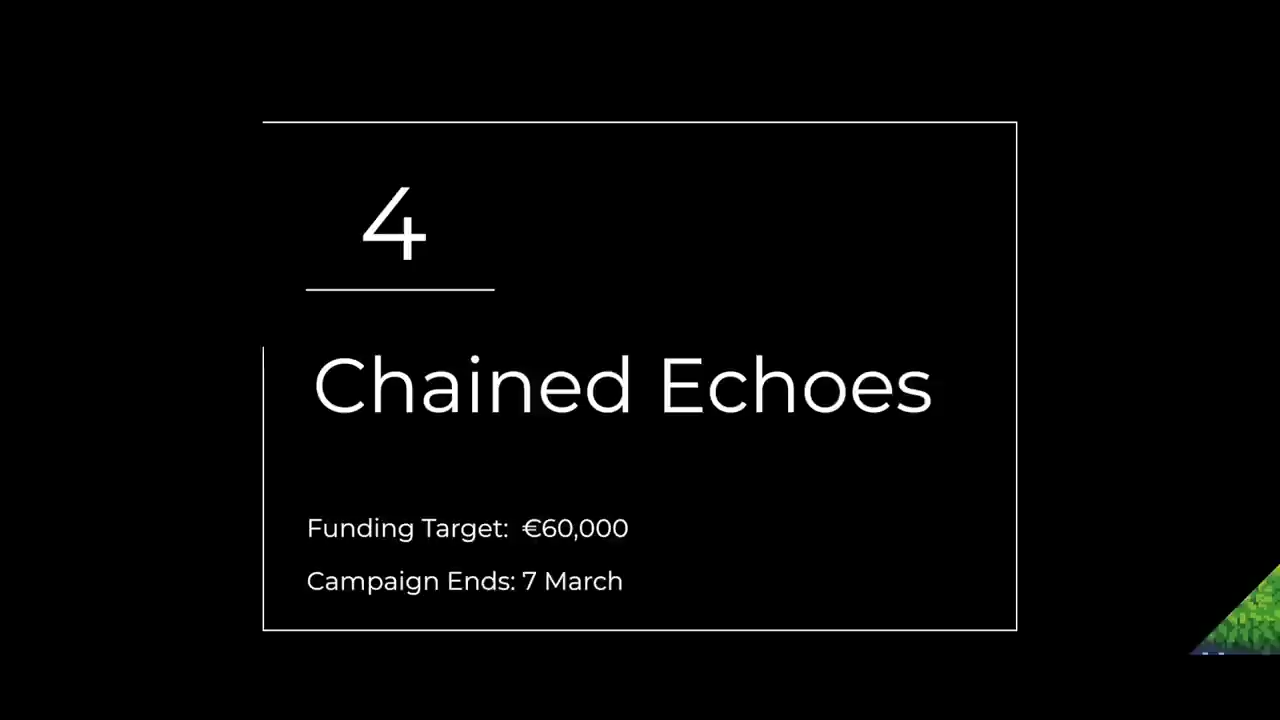 4
Chained Echoes
Funding Target: €60,000
Campaign Ends: 7 March